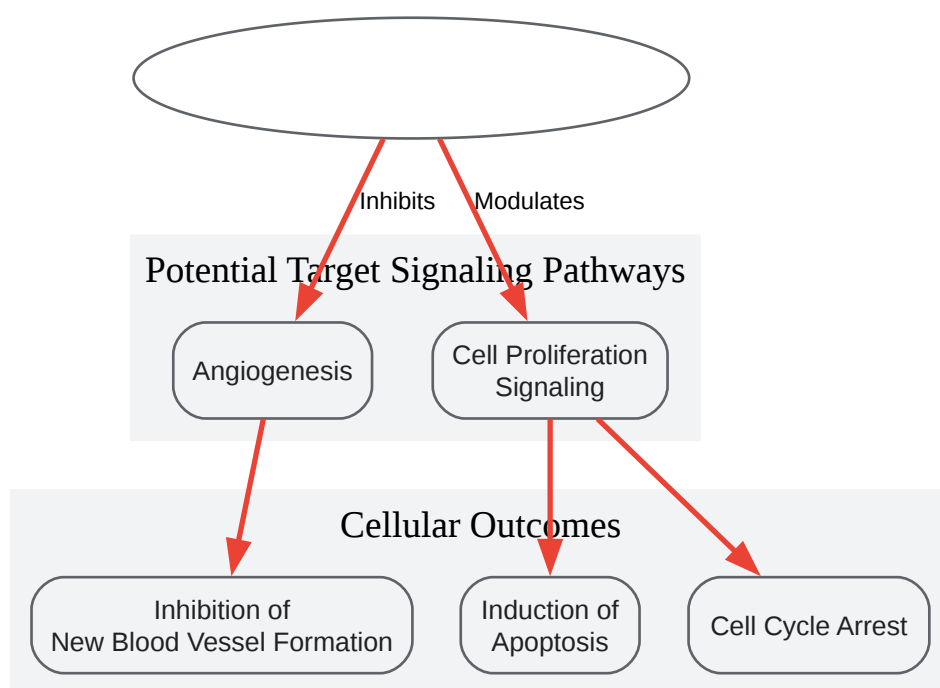 Inhibits
Modulates
Potential Target Signaling Pathways
Angiogenesis
Cell Proliferation
Signaling
Cellular Outcomes
Inhibition of
New Blood Vessel Formation
Induction of
Apoptosis
Cell Cycle Arrest